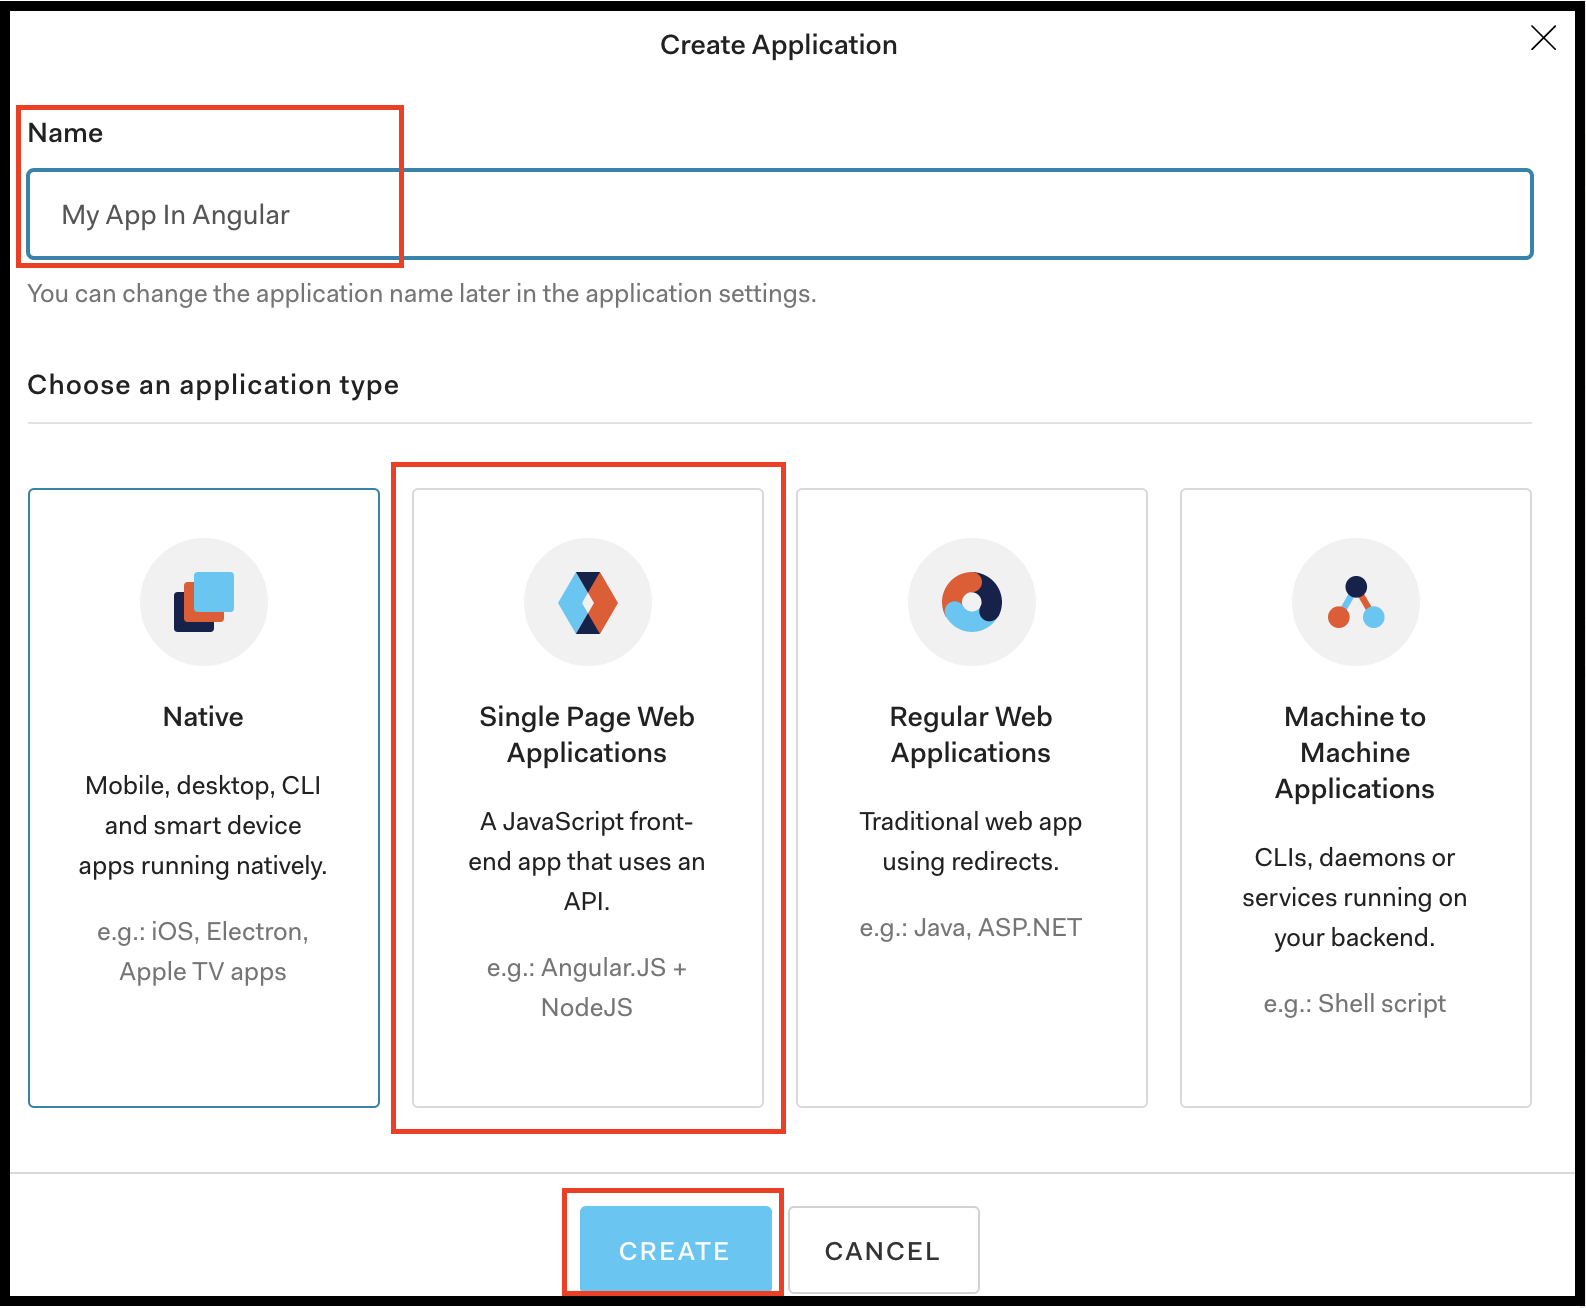 Create Application
Name
My App In Angular
You can change the application name later in the application settings.
Choose an application type
Native
Mobile, desktop, CLI
and smart device
apps running natively.
e.g.: iOS, Electron,
Apple TV apps
Single Page Web
Applications
A JavaScript front-
end app that uses an
API.
e.g.: Angular.JS +
NodeJS
Regular Web
Applications
Traditional web app
using redirects.
e.g.: Java, ASP.NET
Machine to
Machine
Applications
CLIs, daemons or
services running on
your backend.
e.g.: Shell script
CREATE
CANCEL